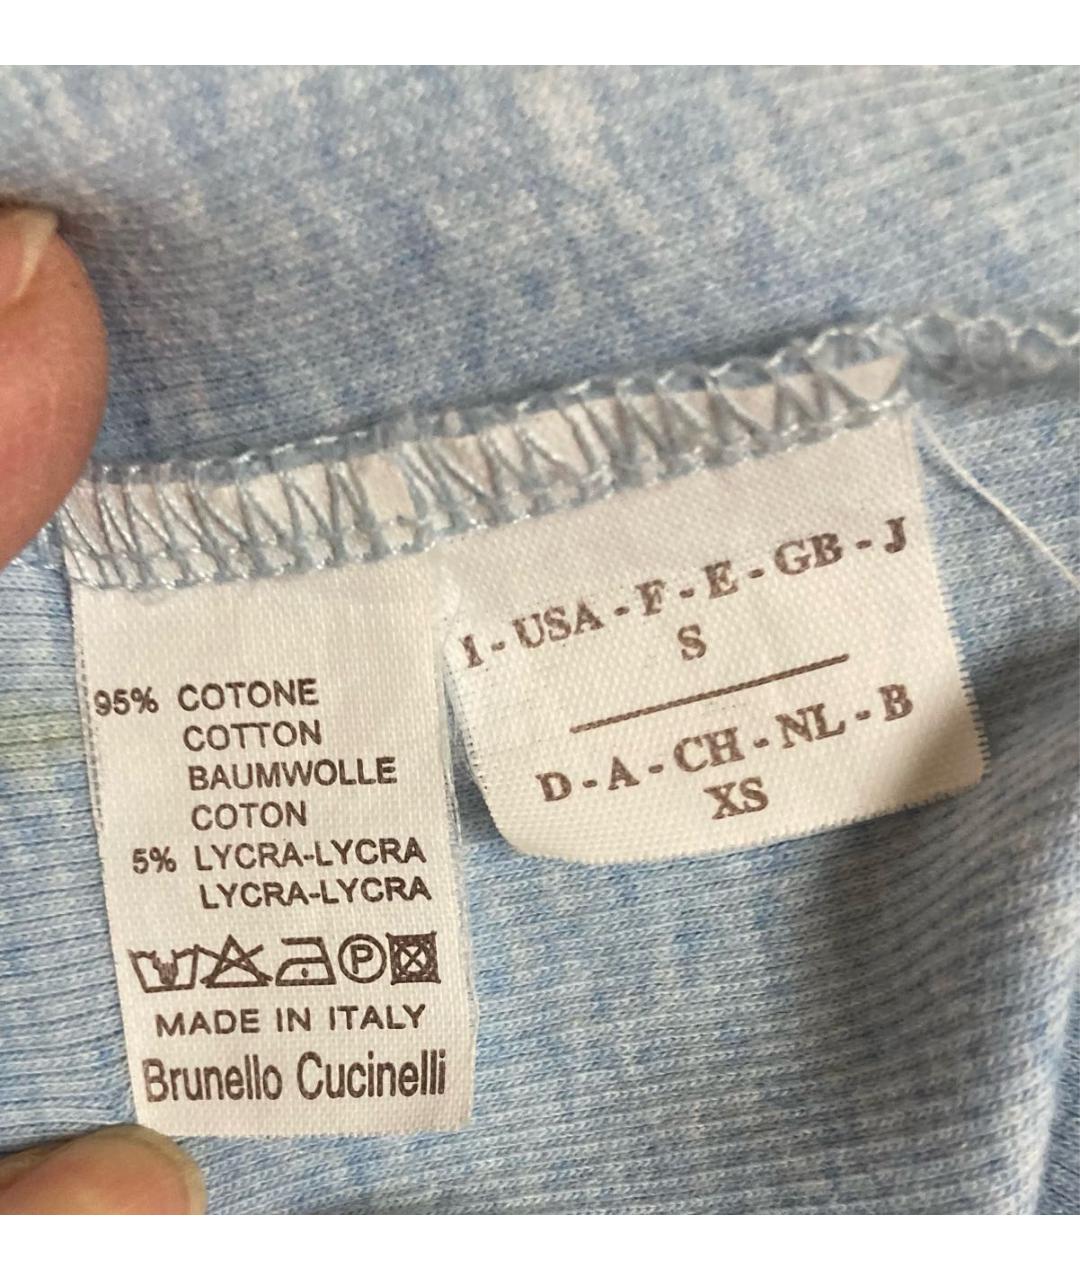 95% COTONE
COTTON
BAUMWOLLE
COTON
5% LYCRA-LYCRA
LYCRA-LYCRA
P
MADE IN ITALY
Brunello Cucinelli
I - USA - F - E - GB - J
S
D - A - CH - NL - B
XS